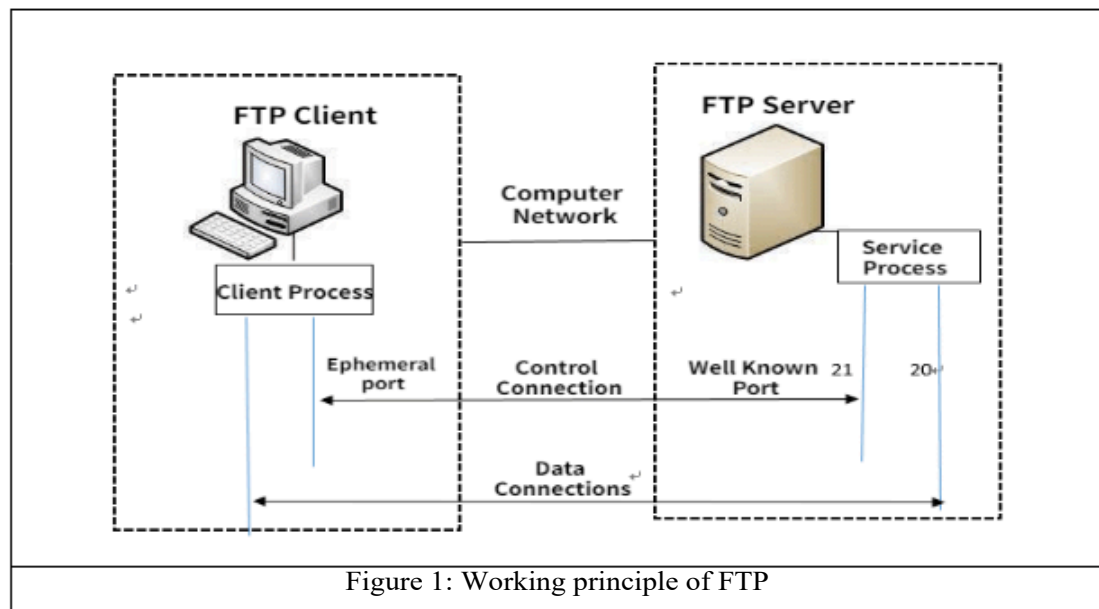 FTP Client
FTP Server
Computer
Network
Service
Process
Client Process
Ephemeral
port
Control
Connection
Well Known
Port
21
20
Data
Connections
Figure 1: Working principle of FTP